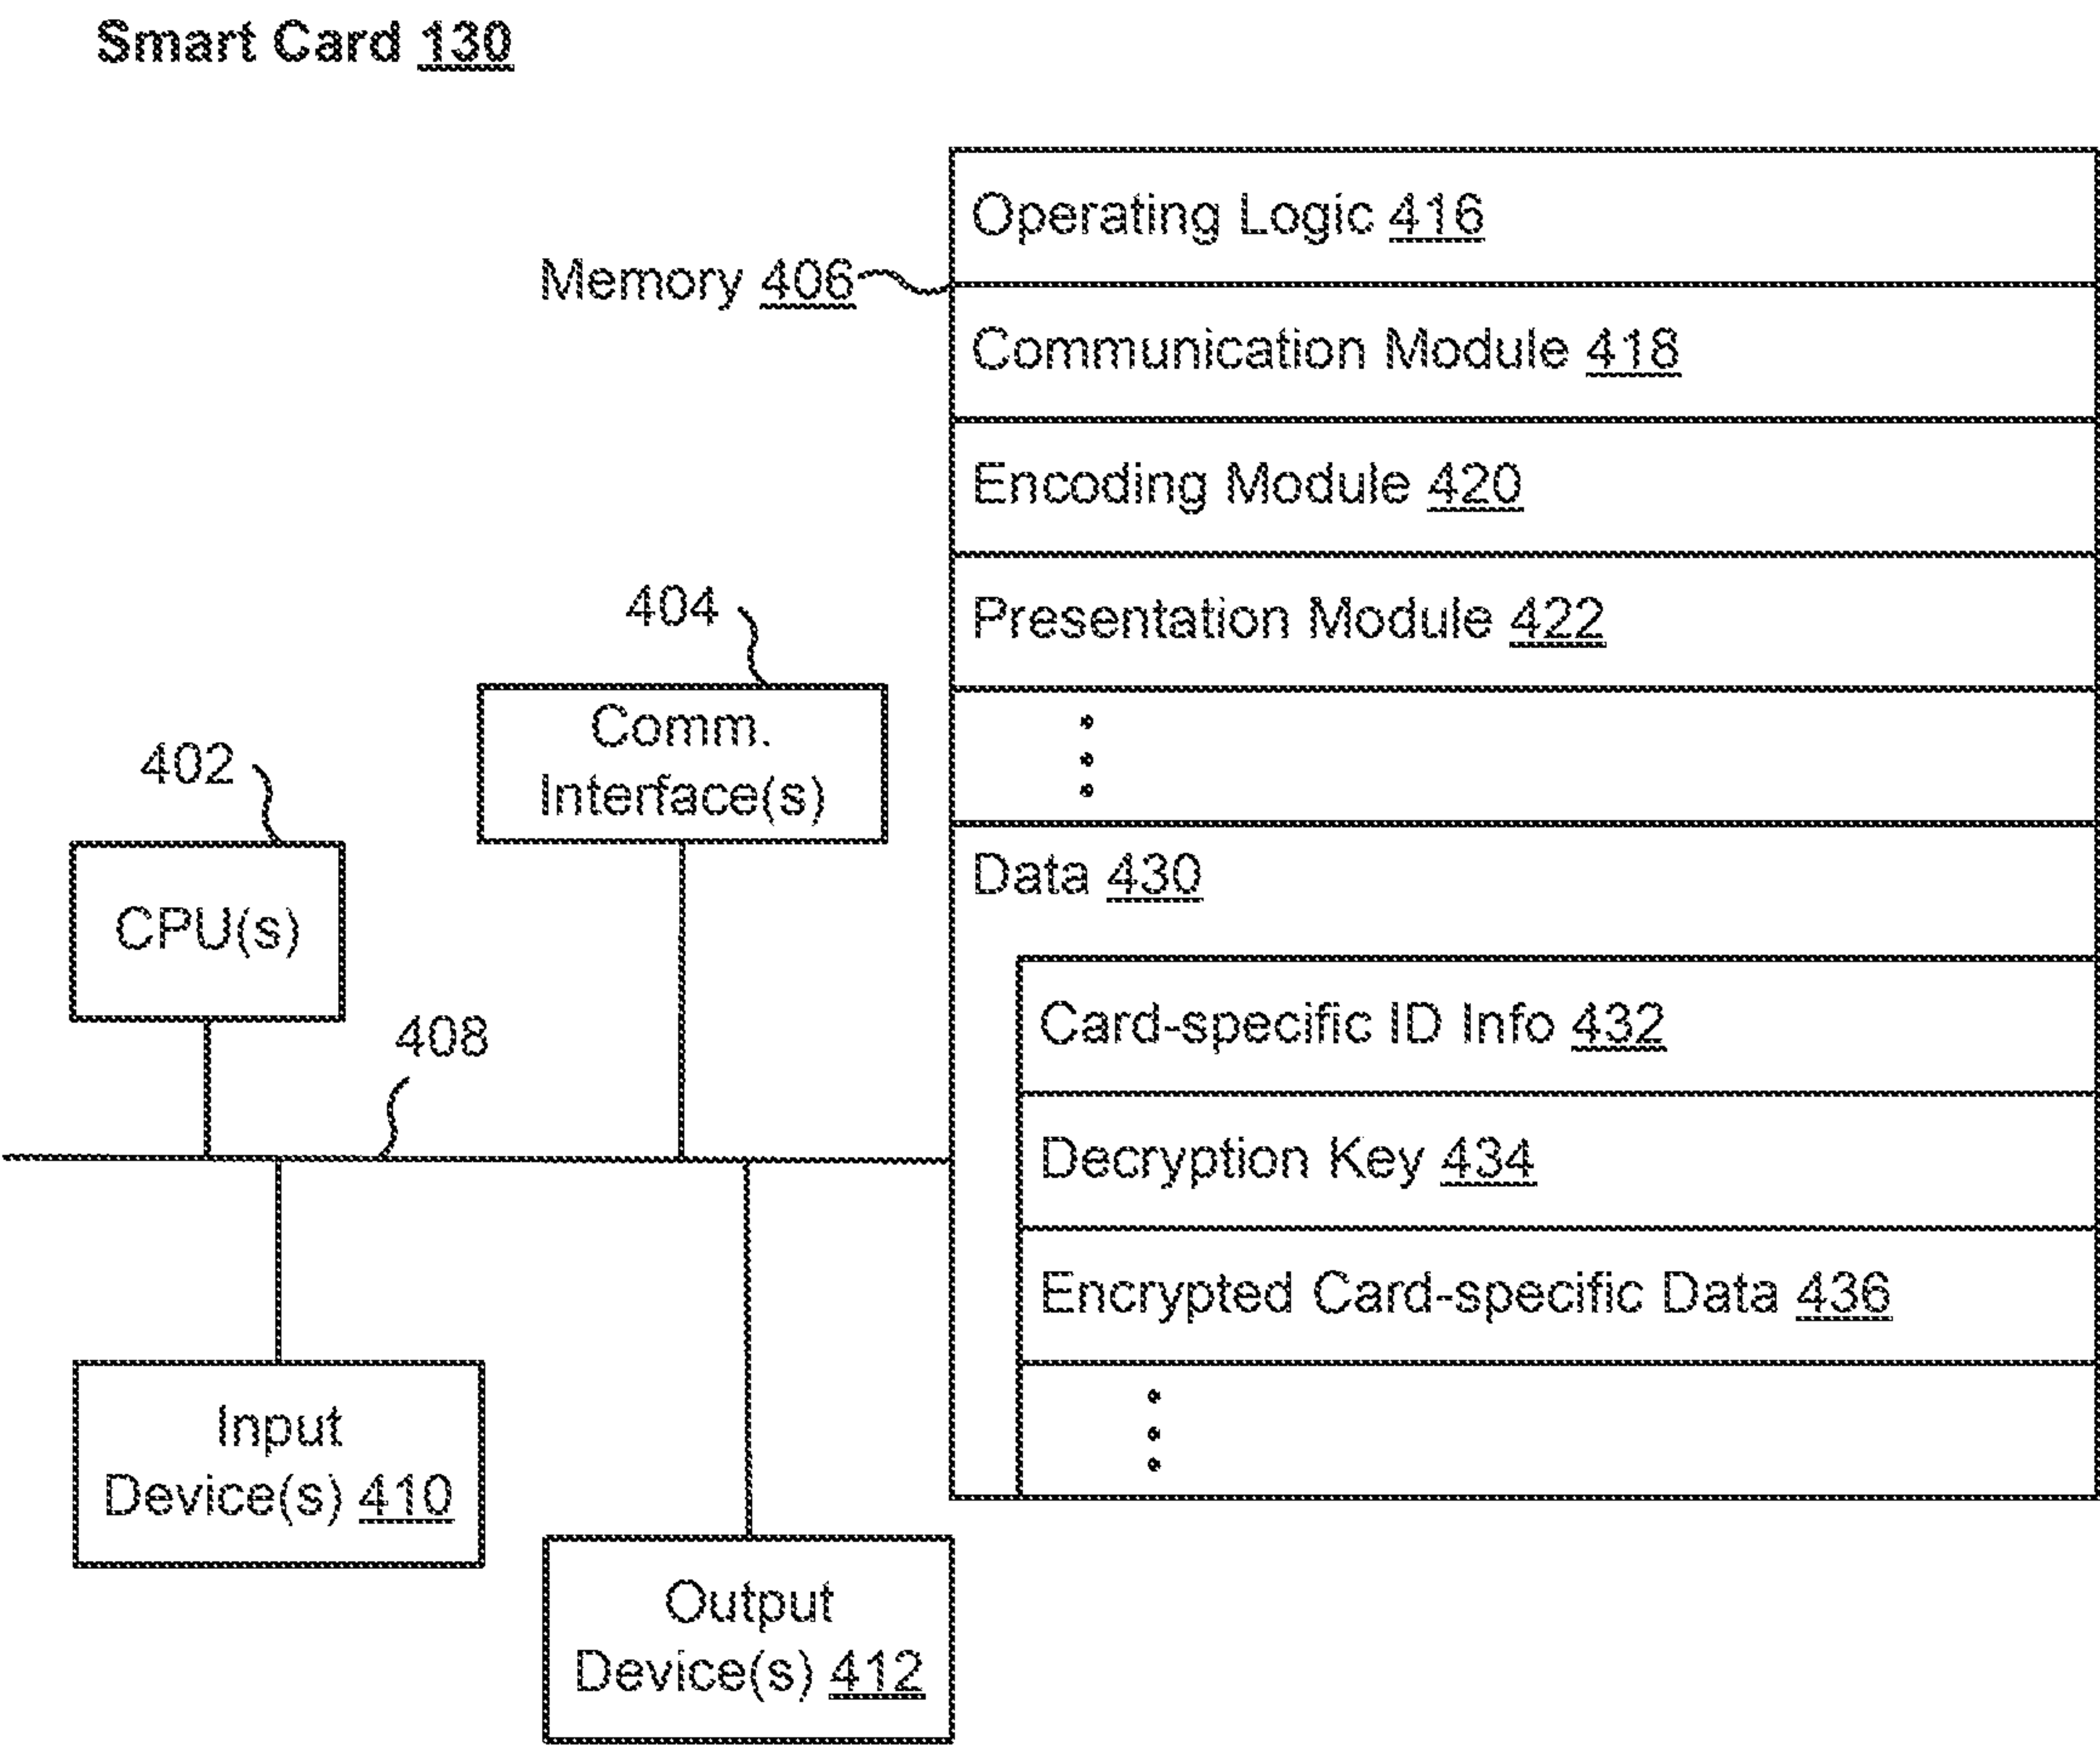 Smart Card 130
Operating Logic 416
Memory 406
Communication Module 418
Encoding Module 420
Presentation Module 422
404
Comm.
Interface(s)
402
CPU(s)
408
Data 430
Card-specific ID Info 432
Decryption Key 434
Encrypted Card-specific Data 436
Input
Device(s) 410
Output
Device(s) 412